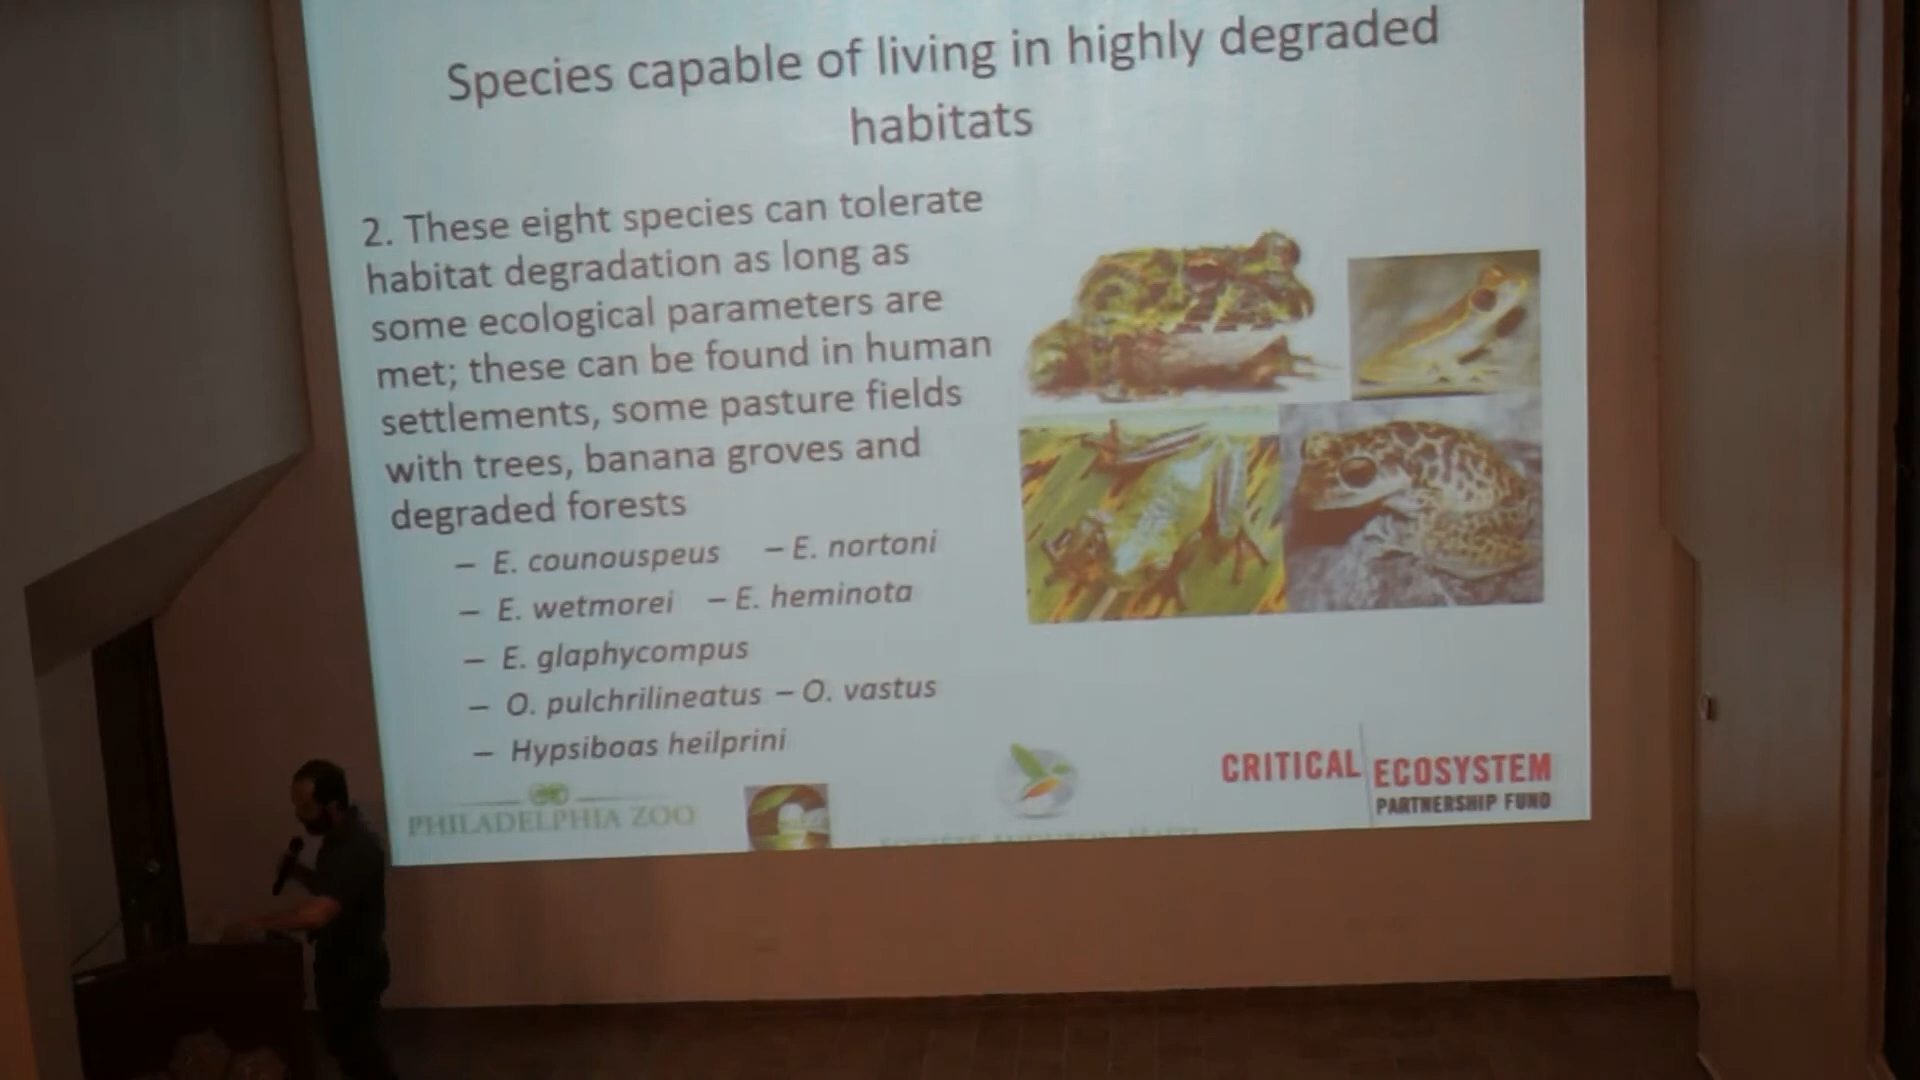 Species capable of living in highly degraded
habitats
2. These eight species can tolerate
habitat degradation as long as
some ecological parameters are
met; these can be found in human
settlements, some pasture fields
with trees, banana groves and
degraded forests
– E. counouspeus – E. nortoni
– E. wetmorei – E. heminota
– E. glaphycompus
– O. pulchrilineatus – O. vastus
– Hypsiboas heilprini
PHILADELPHIA ZOO
CRITICAL ECOSYSTEM
PARTNERSHIP FUND